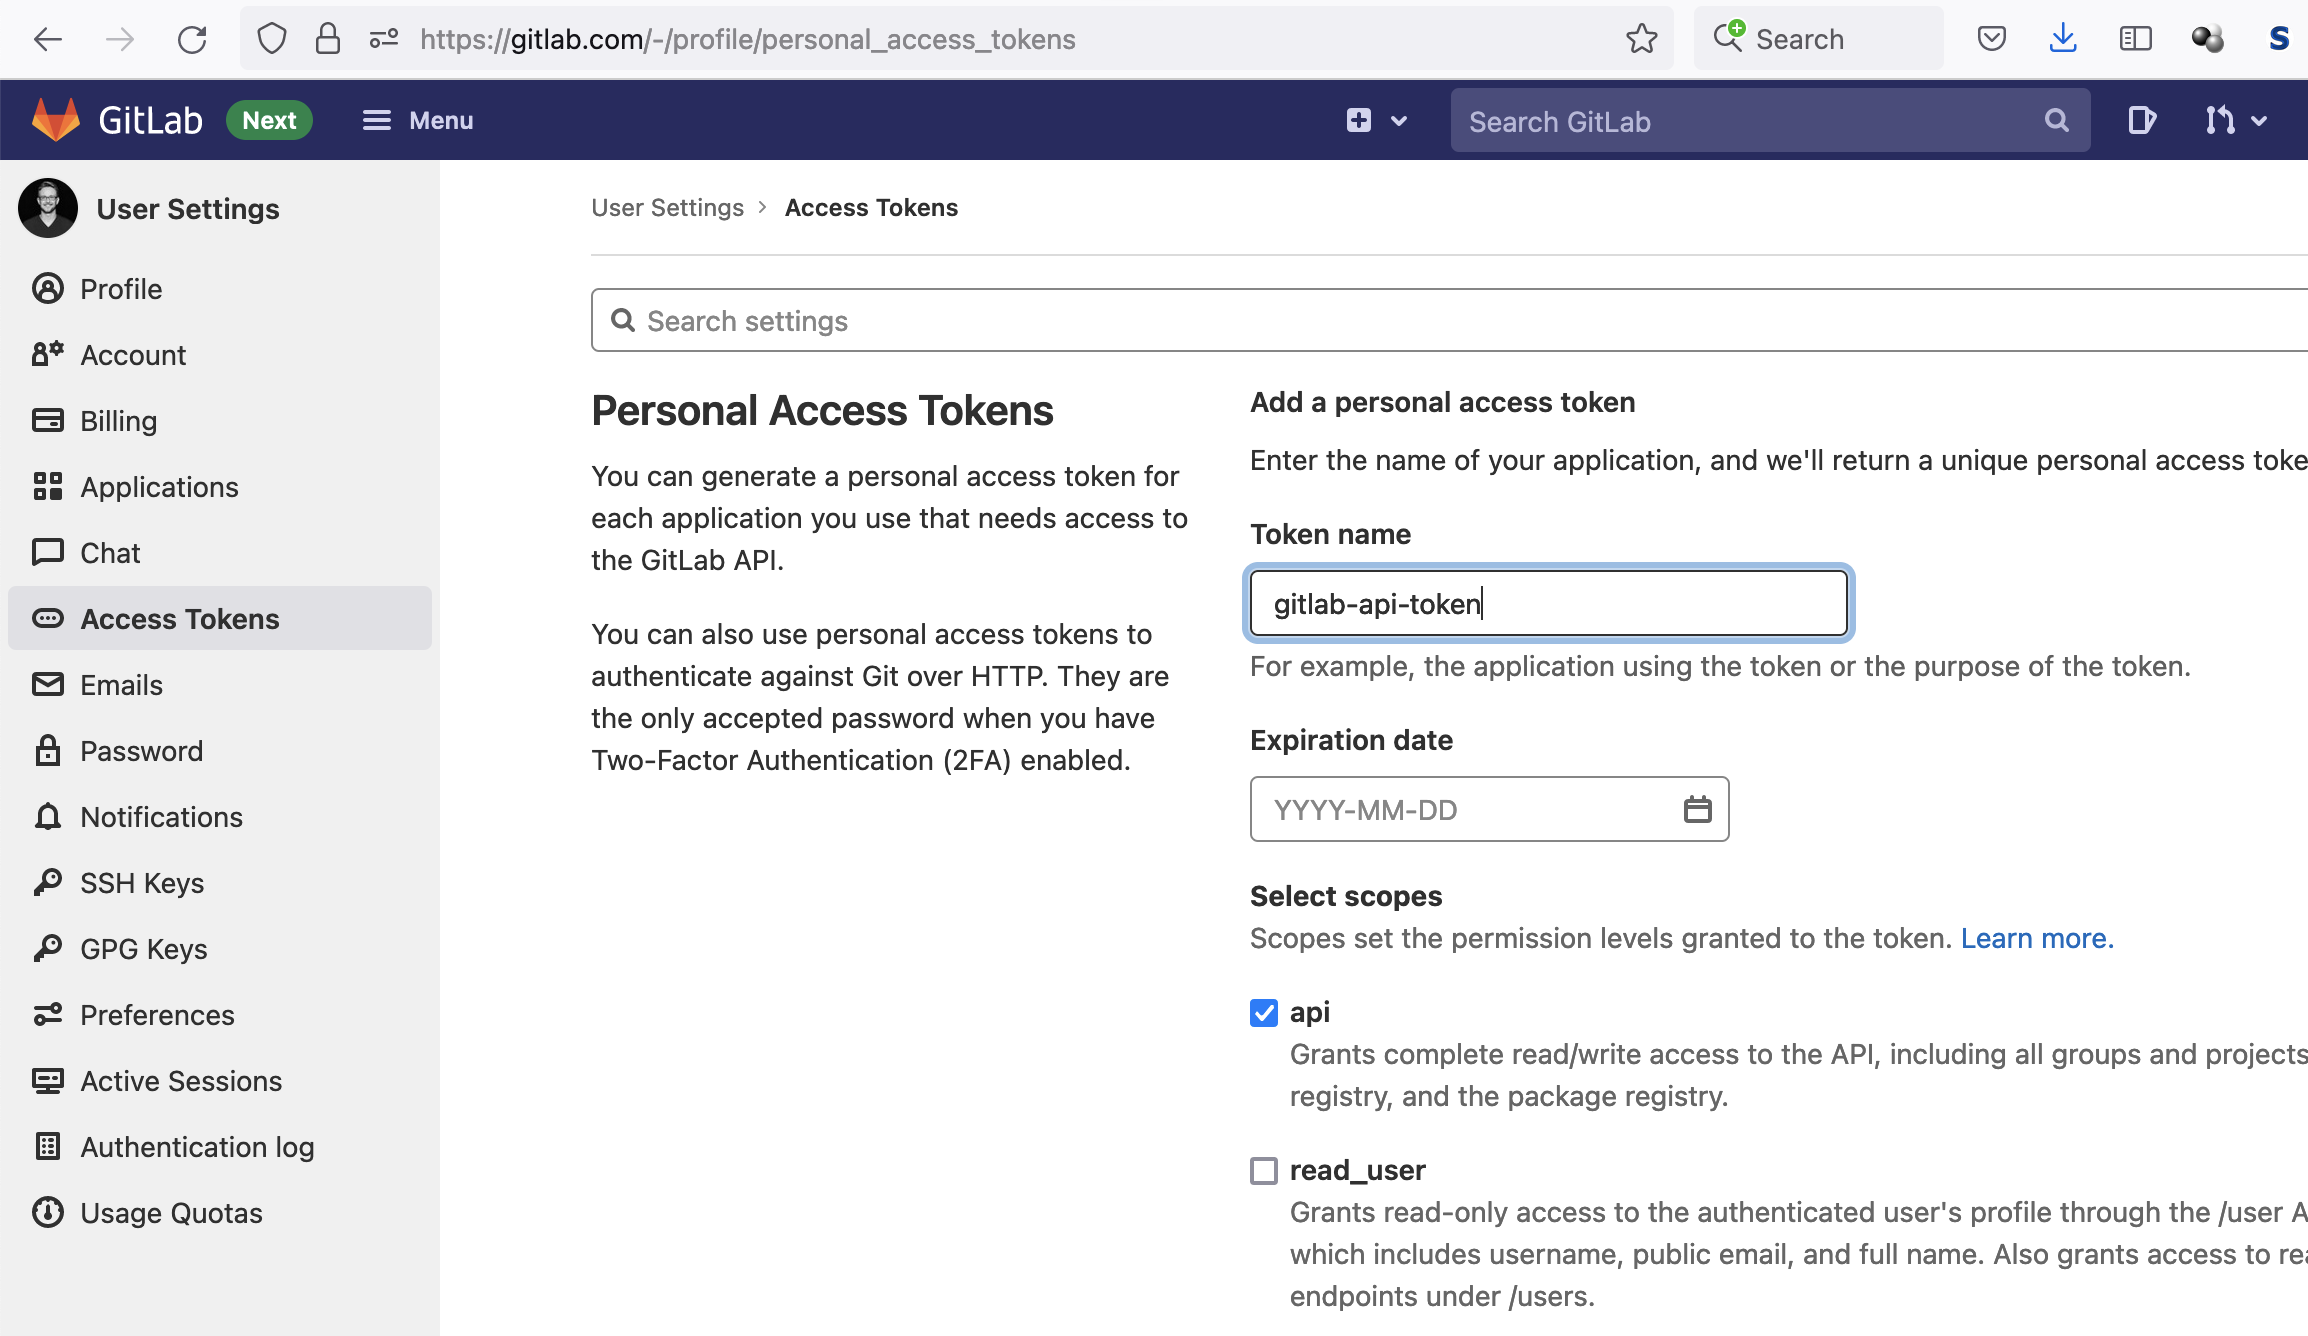 https://gitlab.com/-/profile/personal_access_tokens
Search
S
GitLab
Next
Menu
Search GitLab
User Settings
Profile
Account
Billing
Applications
Chat
Access Tokens
Emails
Password
Notifications
SSH Keys
GPG Keys
Preferences
Active Sessions
Authentication log
Usage Quotas
User Settings > Access Tokens
Search settings
Personal Access Tokens
You can generate a personal access token for
each application you use that needs access to
the GitLab API.
You can also use personal access tokens to
authenticate against Git over HTTP. They are
the only accepted password when you have
Two-Factor Authentication (2FA) enabled.
Add a personal access token
Enter the name of your application, and we'll return a unique personal access toke
Token name
gitlab-api-token
For example, the application using the token or the purpose of the token.
Expiration date
YYYY-MM-DD
Select scopes
Scopes set the permission levels granted to the token. Learn more.
api
Grants complete read/write access to the API, including all groups and projects
registry, and the package registry.
read_user
Grants read-only access to the authenticated user's profile through the /user A
which includes username, public email, and full name. Also grants access to rea
endpoints under /users.